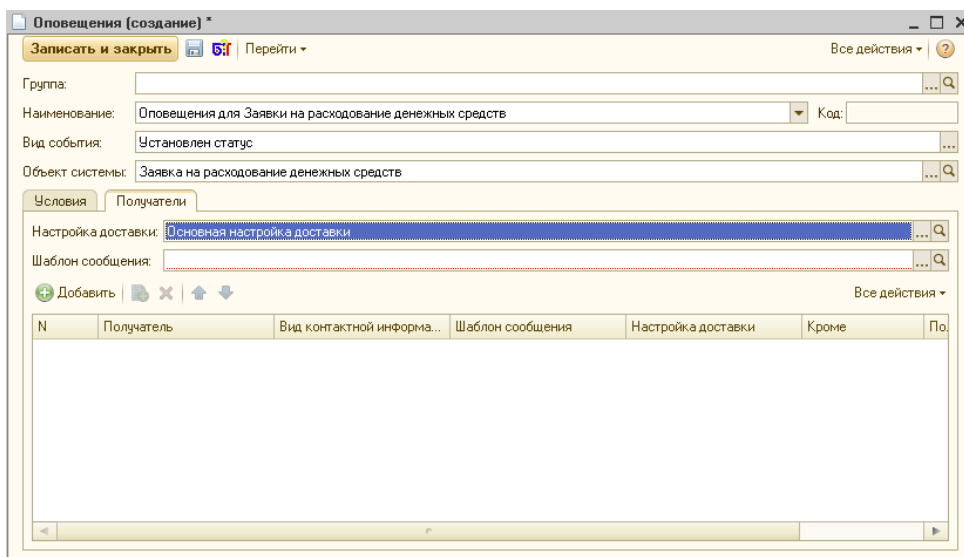 Оповещения (создание) *
Записать и закрыть Перейти Все действия ?
Группа: ...
Наименование: Оповещения для Заявки на расходование денежных средств Код:
Вид события: Установлен статус ...
Объект системы: Заявка на расходование денежных средств ...
Условия Получатели
Настройка доставки: Основная настройка доставки ...
Шаблон сообщения: ...
Добавить Все действия
N Получатель Вид контактной информа... Шаблон сообщения Настройка доставки Кроме По.